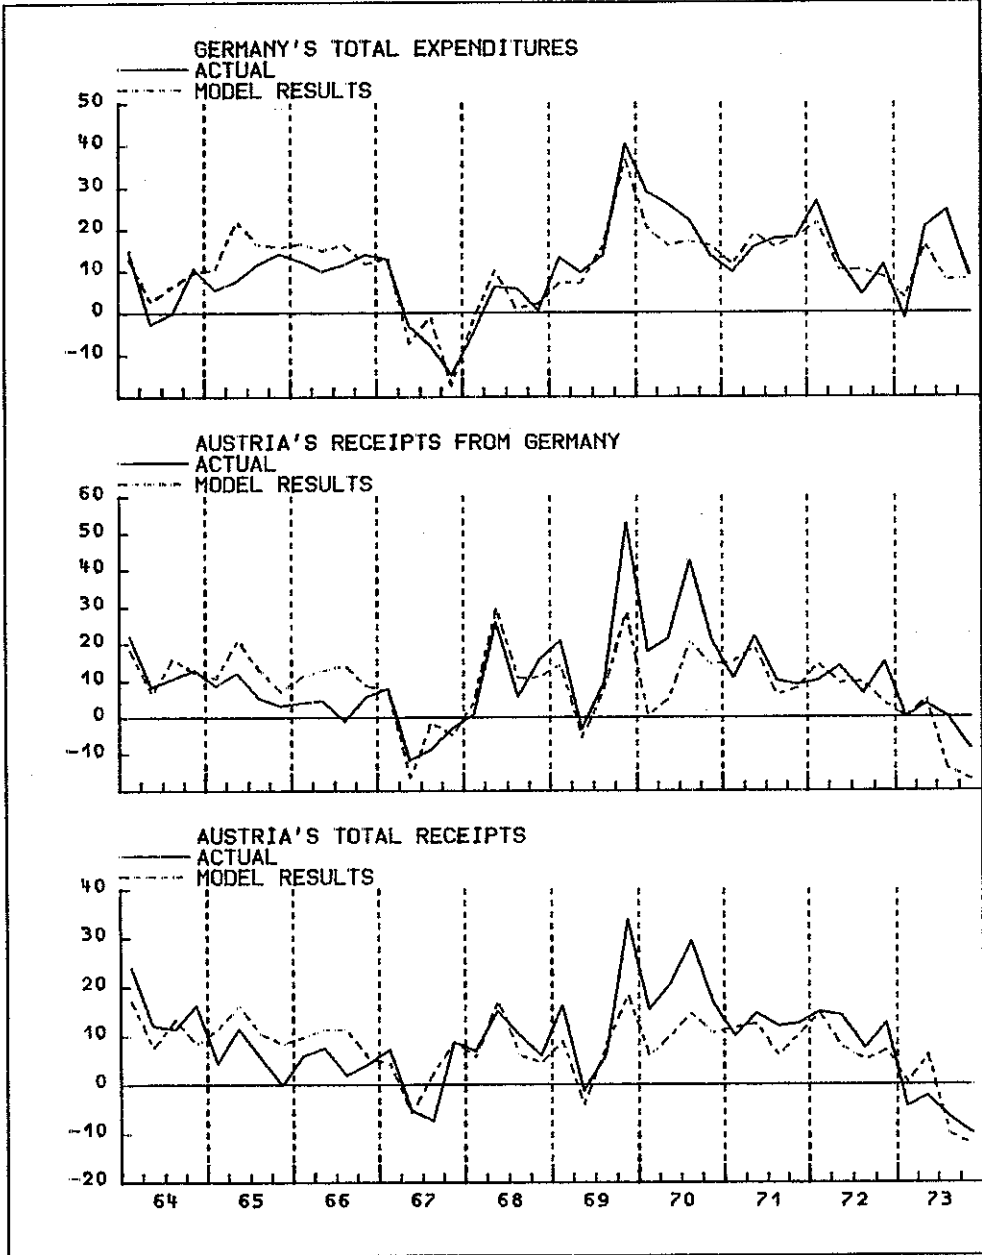 GERMANY'S TOTAL EXPENDITURES
ACTUAL
MODEL RESULTS
50
40
30
20
10
0
-10
AUSTRIA'S RECEIPTS FROM GERMANY
ACTUAL
MODEL RESULTS
60
50
40
30
20
10
0
-10
AUSTRIA'S TOTAL RECEIPTS
ACTUAL
MODEL RESULTS
40
30
20
10
0
-10
-20
64 65 66 67 68 69 70 71 72 73